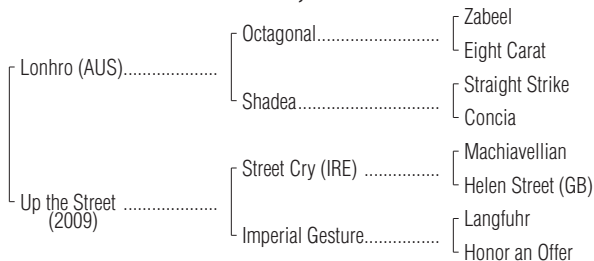 Zabeel
Octagonal..................
Eight Carat
Lonhro (AUS)....................
Straight Strike
Shadea...........................
Concia
Machiavellian
Street Cry (IRE) ................
Helen Street (GB)
Up the Street ....................
(2009)
Langfuhr
Imperial Gesture................
Honor an Offer